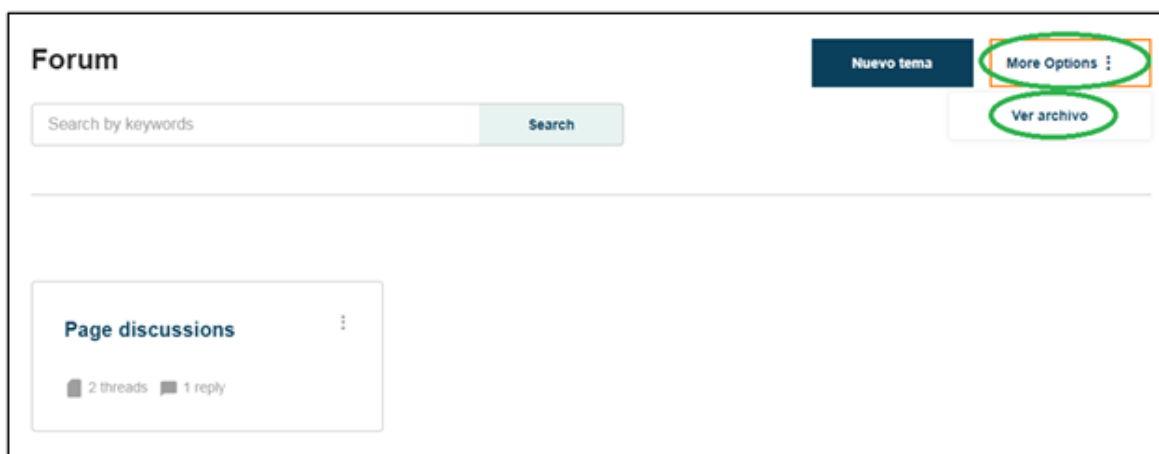 Forum
Nuevo tema
More Options
Search by keywords
Search
Ver archivo
Page discussions
2 threads
1 reply